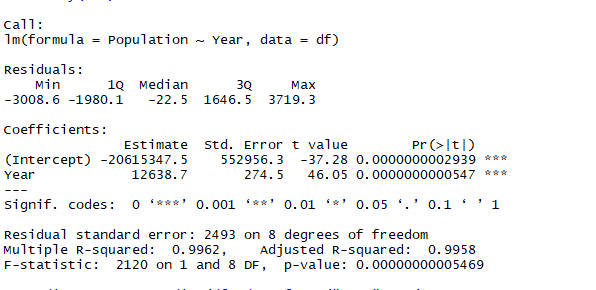 Call:
lm(formula = Population ~ Year, data = df)
Residuals:
Min 1Q Median 3Q Max
-3008.6 -1980.1 -22.5 1646.5 3719.3
Coefficients:
Estimate Std. Error t value Pr(>|t|)
(Intercept) -20615347.5 552956.3 -37.28 0.0000000002939 ***
Year 12638.7 274.5 46.05 0.0000000000547 ***
---
Signif. codes: 0 ‘***’ 0.001 ‘**’ 0.01 ‘*’ 0.05 ‘.’ 0.1 ‘ ’ 1
Residual standard error: 2493 on 8 degrees of freedom
Multiple R-squared: 0.9962, Adjusted R-squared: 0.9958
F-statistic: 2120 on 1 and 8 DF, p-value: 0.00000000005469